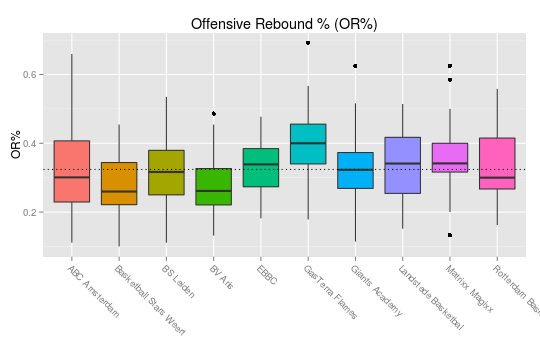 Offensive Rebound % (OR%)
OR%
0.6
0.4
0.2
ABC Amsterdam
Basketball Stars Weert
BS Leiden
BV Aris
EBBC
GasTerra Flames
Giants Academy
Landstede Basketbal
Matrixx Magixx
Rotterdam Bas